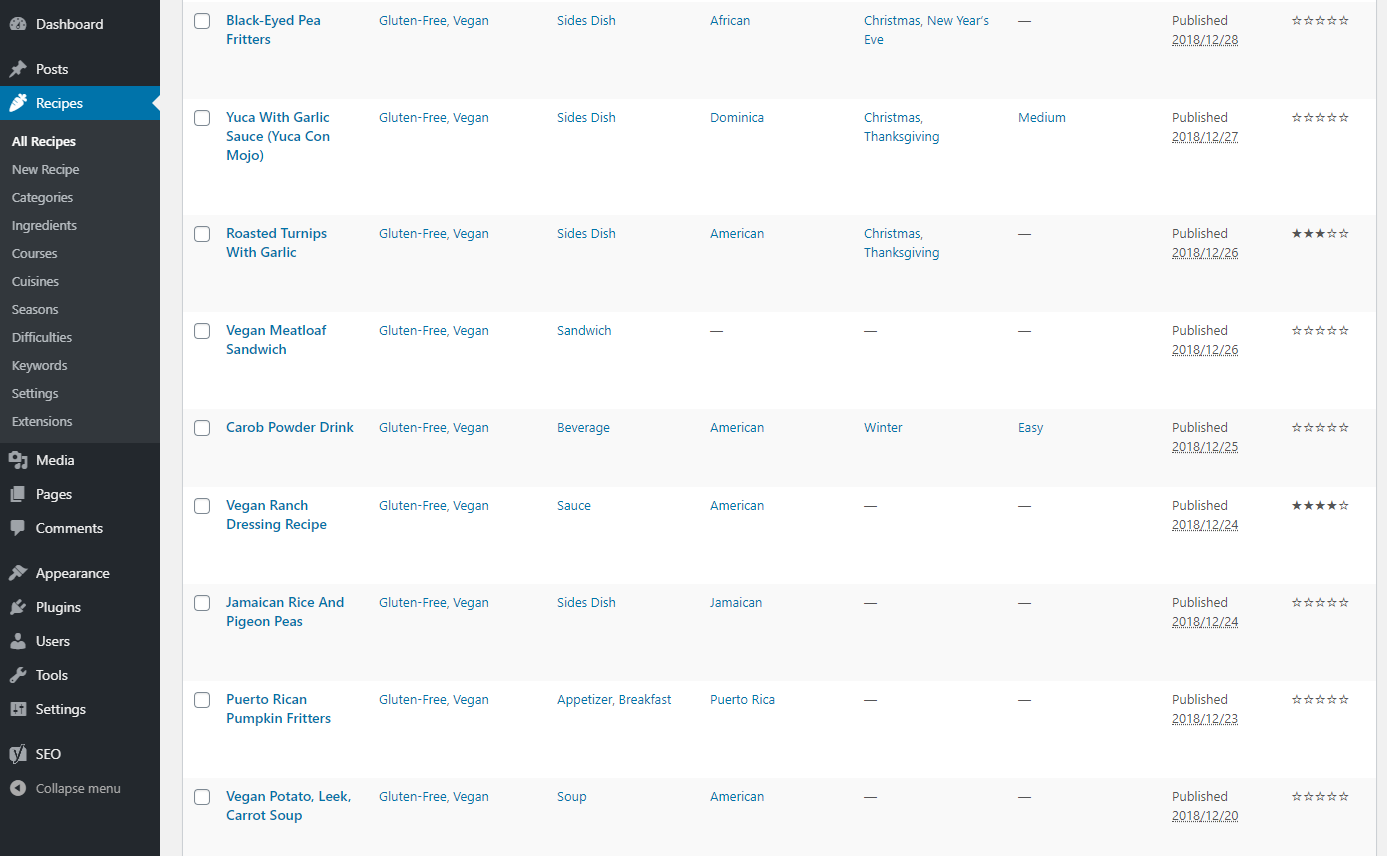 Dashboard
Posts
Recipes
All Recipes
New Recipe
Categories
Ingredients
Courses
Cuisines
Seasons
Difficulties
Keywords
Settings
Extensions
Media
Pages
Comments
Appearance
Plugins
Users
Tools
Settings
SEO
Collapse menu
Black-Eyed Pea Gluten-Free, Vegan Sides Dish African Christmas, New Year's — Published ☆☆☆☆☆
Fritters Eve 2018/12/28
Yuca With Garlic Gluten-Free, Vegan Sides Dish Dominica Christmas, Medium Published ☆☆☆☆☆
Sauce (Yuca Con Thanksgiving 2018/12/27
Mojo)
Roasted Turnips Gluten-Free, Vegan Sides Dish American Christmas, — Published ★★★☆☆
With Garlic Thanksgiving 2018/12/26
Vegan Meatloaf Gluten-Free, Vegan Sandwich — — — Published ☆☆☆☆☆
Sandwich 2018/12/26
Carob Powder Drink Gluten-Free, Vegan Beverage American Winter Easy Published ☆☆☆☆☆
2018/12/25
Vegan Ranch Gluten-Free, Vegan Sauce American — — Published ★★★★☆
Dressing Recipe 2018/12/24
Jamaican Rice And Gluten-Free, Vegan Sides Dish Jamaican — — Published ☆☆☆☆☆
Pigeon Peas 2018/12/24
Puerto Rican Gluten-Free, Vegan Appetizer, Breakfast Puerto Rica — — Published ☆☆☆☆☆
Pumpkin Fritters 2018/12/23
Vegan Potato, Leek, Gluten-Free, Vegan Soup American — — Published ☆☆☆☆☆
Carrot Soup 2018/12/20